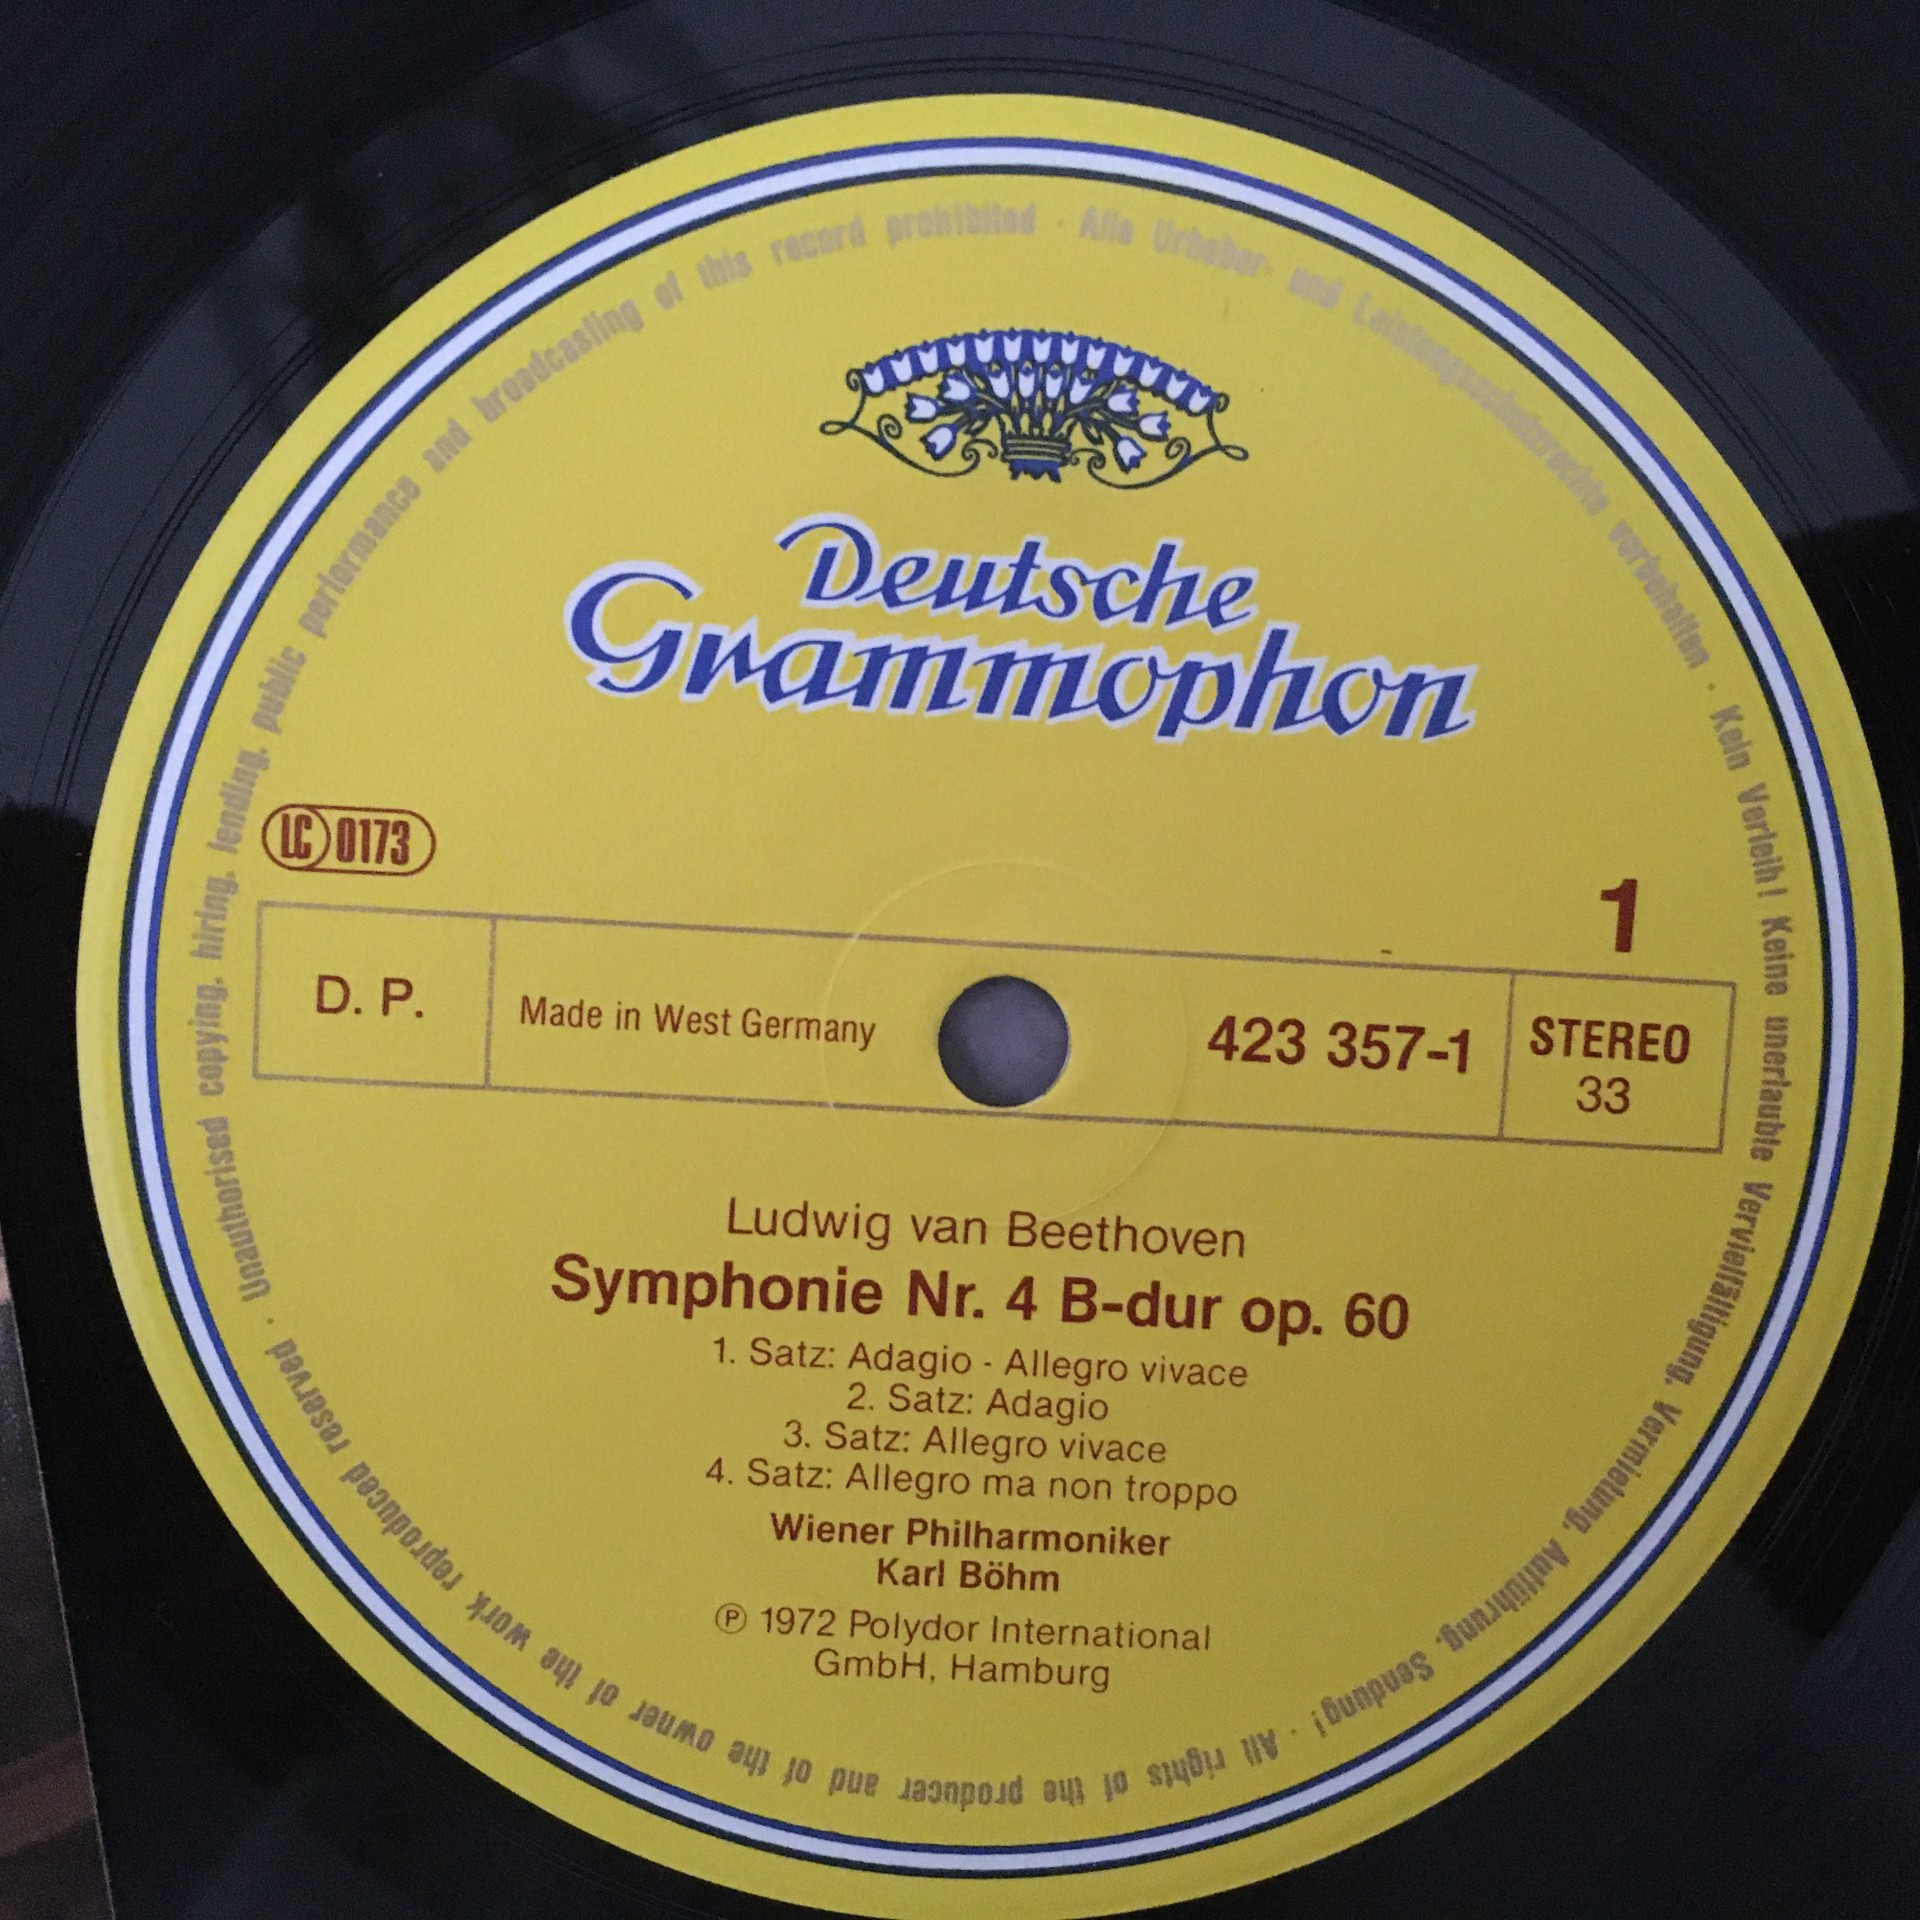 Unauthorised copying, hiring, lending, public performance and broadcasting of this record prohibited · Alle Urheber- und Leistungsschutzrechte vorbehalten · Kein Verleih! Keine unerlaubte Vervielfältigung, Vermietung, Aufführung, Sendung! · All rights of the producer and of the owner of the work reproduced reserved ·
Deutsche
Grammophon
LC 0173
1
D. P.
Made in West Germany
423 357-1
STEREO
33
Ludwig van Beethoven
Symphonie Nr. 4 B-dur op. 60
1. Satz: Adagio - Allegro vivace
2. Satz: Adagio
3. Satz: Allegro vivace
4. Satz: Allegro ma non troppo
Wiener Philharmoniker
Karl Böhm
℗ 1972 Polydor International
GmbH, Hamburg